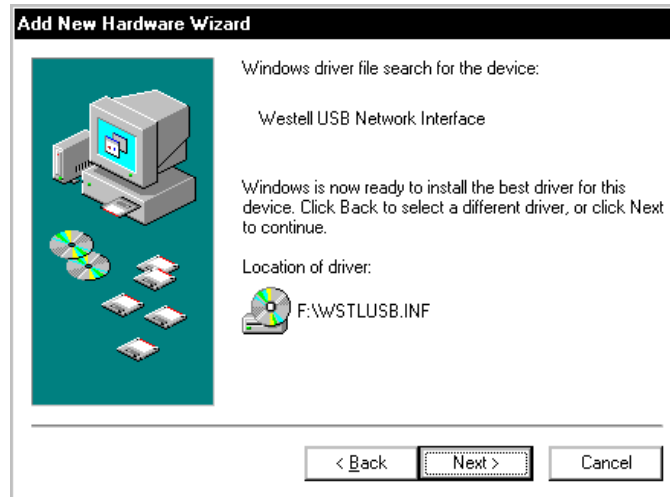 Add New Hardware Wizard
Windows driver file search for the device:
Westell USB Network Interface
Windows is now ready to install the best driver for this
device. Click Back to select a different driver, or click Next
to continue.
Location of driver:
F:\WSTLUSB.INF
< Back
Next >
Cancel